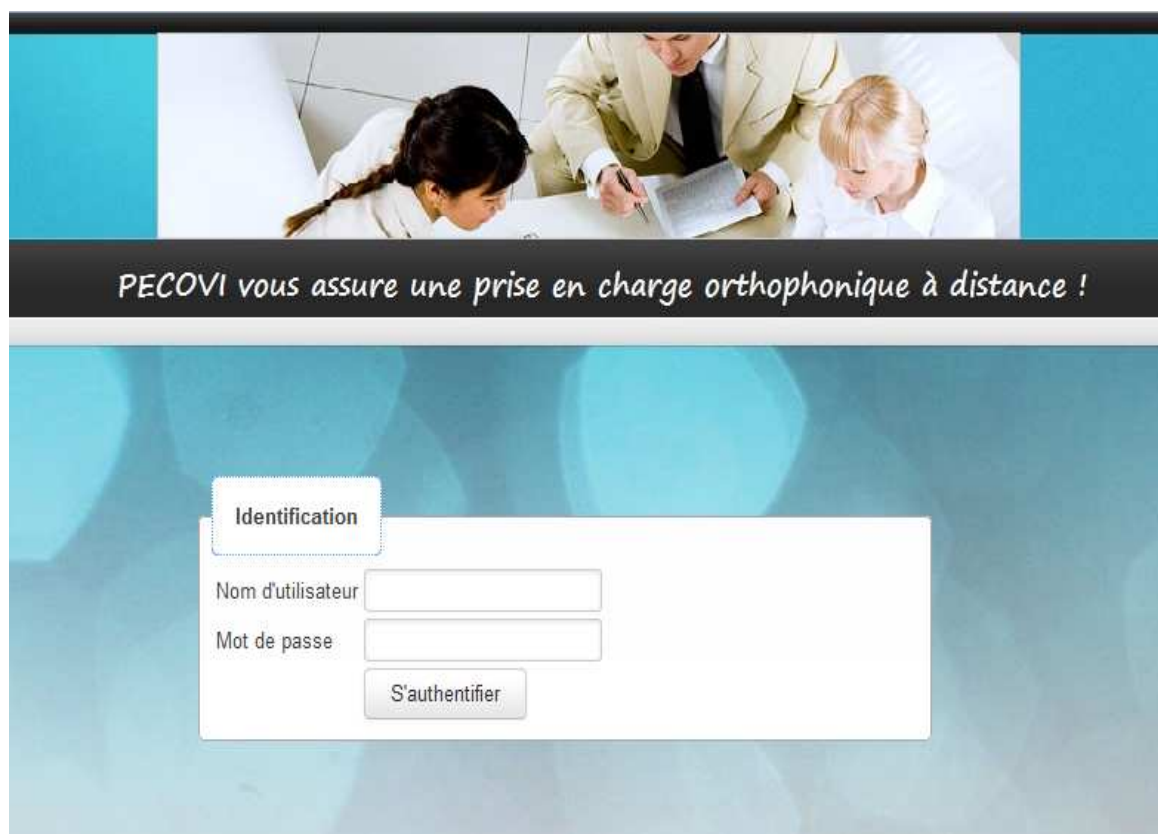 PECOVI vous assure une prise en charge orthophonique à distance !
Identification
Nom d'utilisateur
Mot de passe
S'authentifier